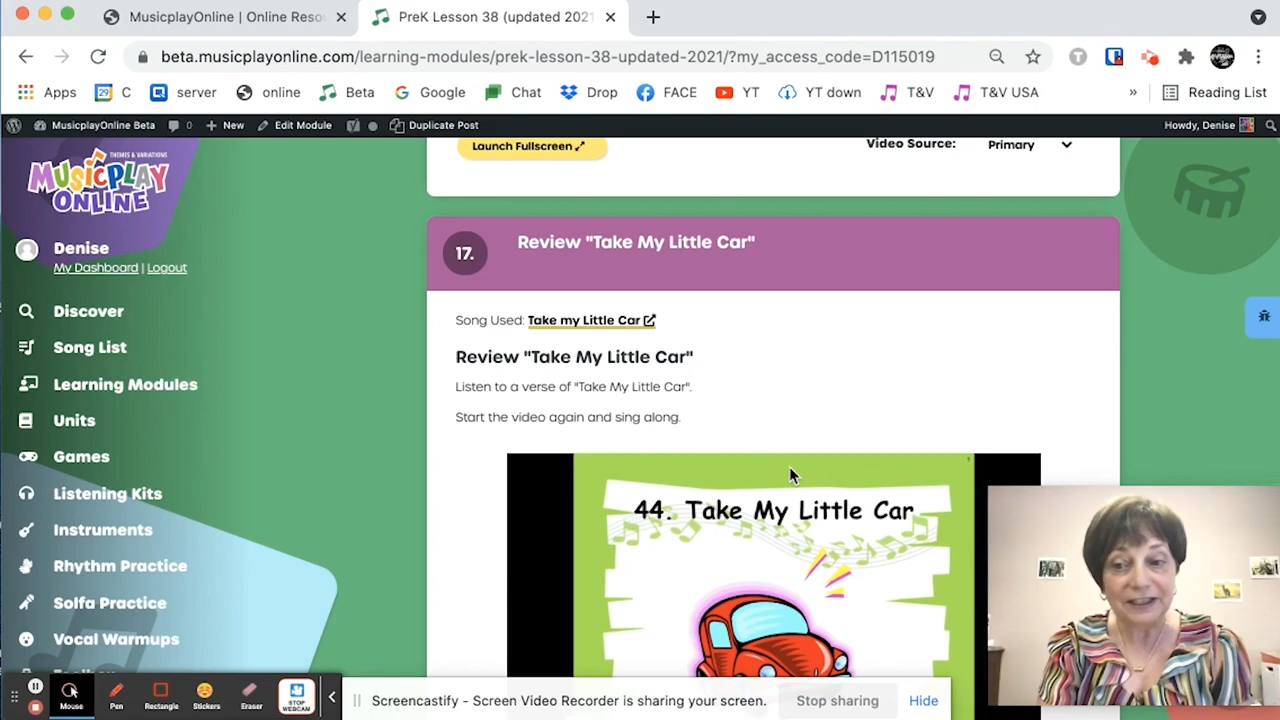 MusicplayOnline | Online Reso
PreK Lesson 38 (updated 2021
beta.musicplayonline.com/learning-modules/prek-lesson-38-updated-2021/?my_access_code=D115019
Apps 29 C server online Beta Google Chat Drop FACE YT YT down T&V T&V USA » Reading List
MusicplayOnline Beta 0 New Edit Module Duplicate Post Howdy, Denise
THEMES & VARIATIONS
MUSICPLAY
ONLINE
Launch Fullscreen
Video Source: Primary
Denise
My Dashboard | Logout
Discover
Song List
Learning Modules
Units
Games
Listening Kits
Instruments
Rhythm Practice
Solfa Practice
Vocal Warmups
17. Review "Take My Little Car"
Song Used: Take my Little Car
Review "Take My Little Car"
Listen to a verse of "Take My Little Car".
Start the video again and sing along.
44. Take My Little Car
Mouse Pen Rectangle Stickers Eraser STOP WEBCAM
Screencastify - Screen Video Recorder is sharing your screen. Stop sharing Hide